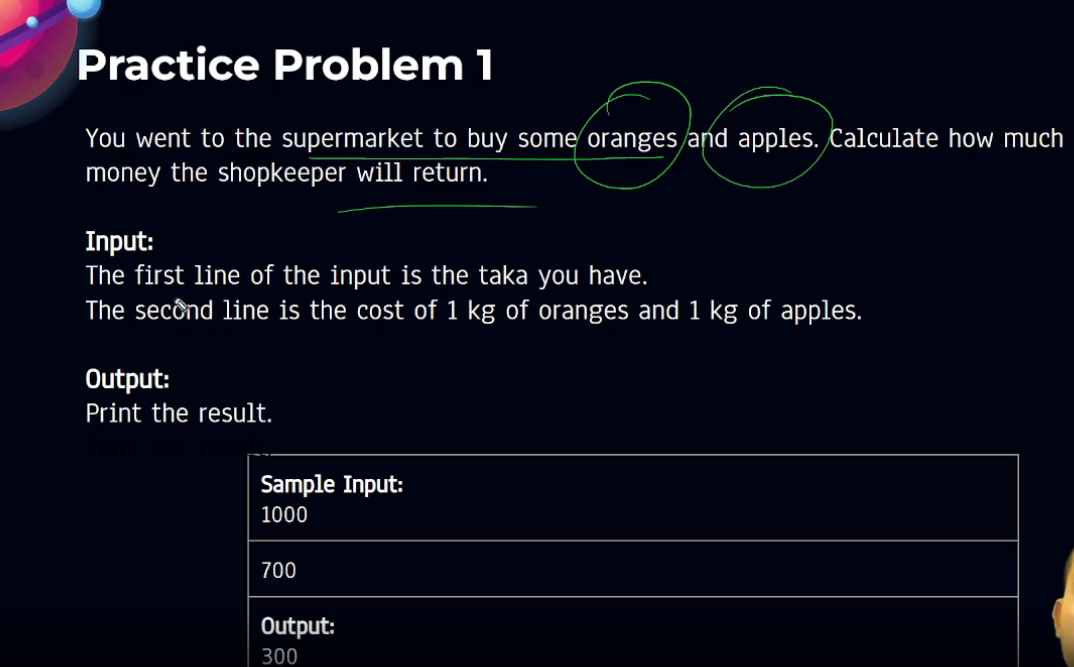 Practice Problem 1
You went to the supermarket to buy some oranges and apples. Calculate how much
money the shopkeeper will return.
Input:
The first line of the input is the taka you have.
The second line is the cost of 1 kg of oranges and 1 kg of apples.
Output:
Print the result.
Print the result.
Sample Input:
1000
700
Output:
300